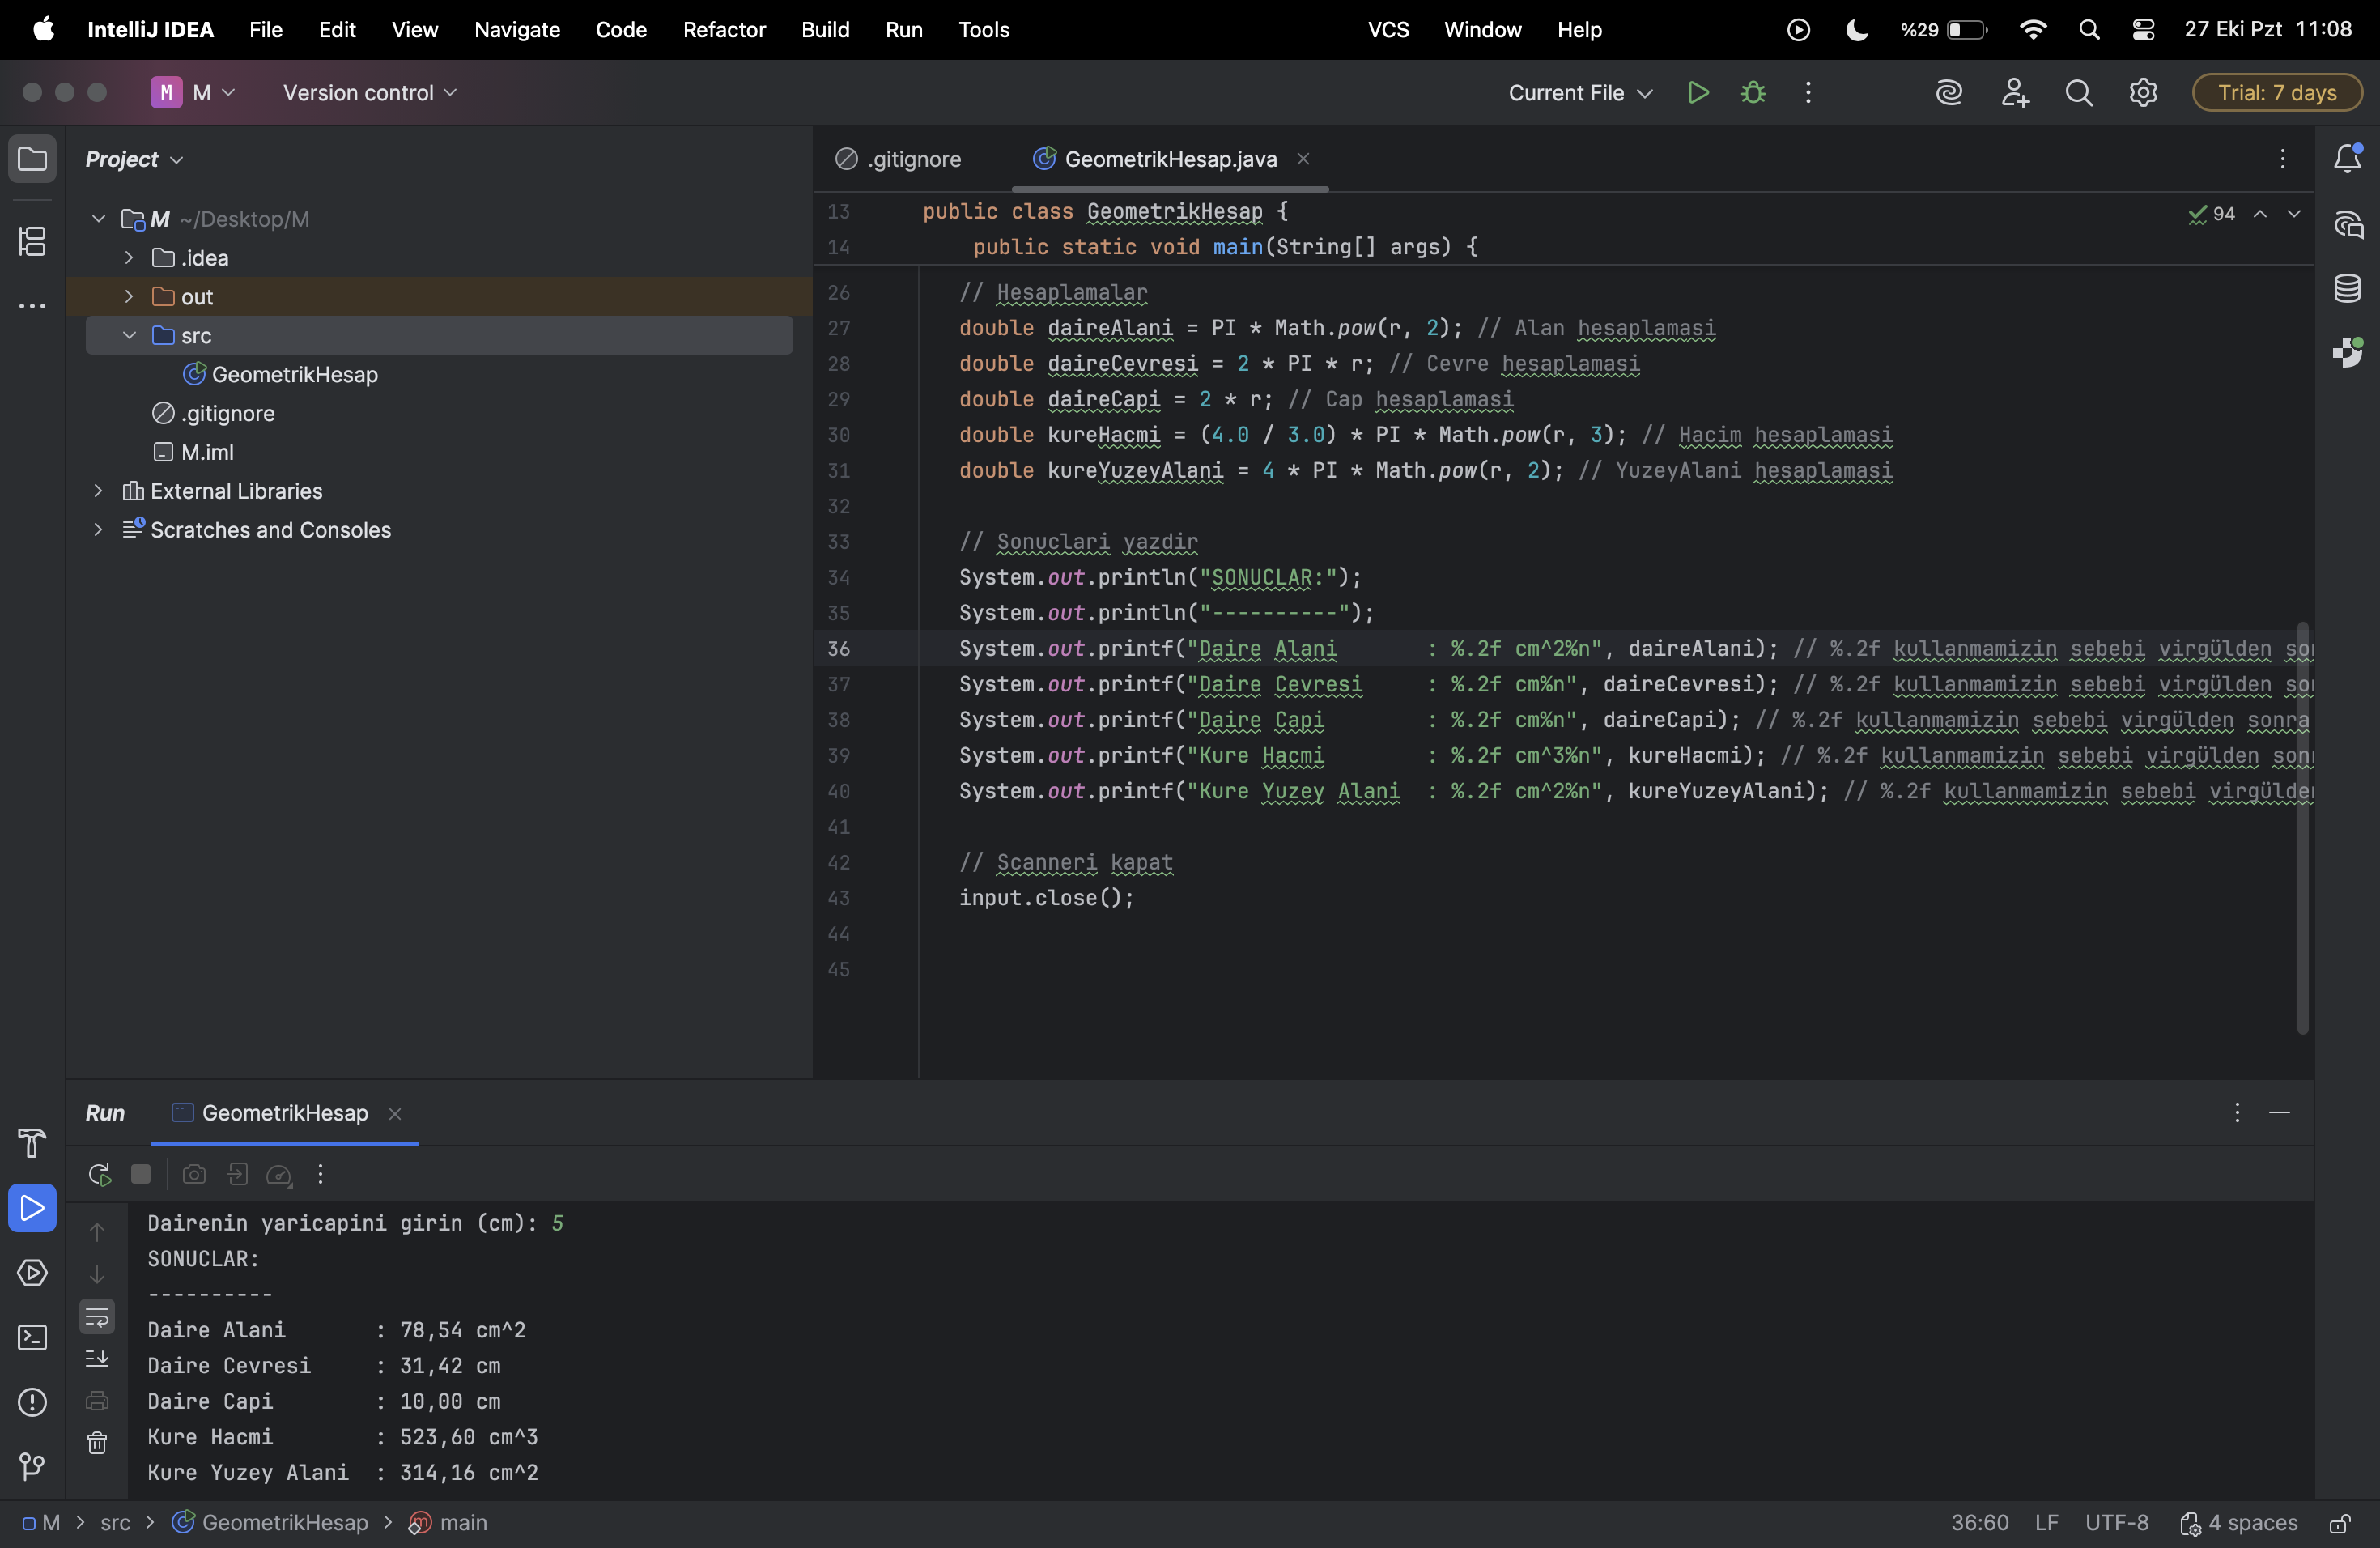 IntelliJ IDEA File Edit View Navigate Code Refactor Build Run Tools VCS Window Help %29 27 Eki Pzt 11:08
M M Version control Current File Trial: 7 days
Project
M ~/Desktop/M
.idea
out
src
GeometrikHesap
.gitignore
M.iml
External Libraries
Scratches and Consoles
.gitignore GeometrikHesap.java
94
13 public class GeometrikHesap {
14 public static void main(String[] args) {
26 // Hesaplamalar
27 double daireAlani = PI * Math.pow(r, 2); // Alan hesaplamasi
28 double daireCevresi = 2 * PI * r; // Cevre hesaplamasi
29 double daireCapi = 2 * r; // Cap hesaplamasi
30 double kureHacmi = (4.0 / 3.0) * PI * Math.pow(r, 3); // Hacim hesaplamasi
31 double kureYuzeyAlani = 4 * PI * Math.pow(r, 2); // YuzeyAlani hesaplamasi
32
33 // Sonuclari yazdir
34 System.out.println("SONUCLAR:");
35 System.out.println("----------");
36 System.out.printf("Daire Alani       : %.2f cm^2%n", daireAlani); // %.2f kullanmamizin sebebi virgülden
37 System.out.printf("Daire Cevresi     : %.2f cm%n", daireCevresi); // %.2f kullanmamizin sebebi virgülden
38 System.out.printf("Daire Capi        : %.2f cm%n", daireCapi); // %.2f kullanmamizin sebebi virgülden sonra
39 System.out.printf("Kure Hacmi        : %.2f cm^3%n", kureHacmi); // %.2f kullanmamizin sebebi virgülden
40 System.out.printf("Kure Yuzey Alani  : %.2f cm^2%n", kureYuzeyAlani); // %.2f kullanmamizin sebebi
41
42 // Scanneri kapat
43 input.close();
44
45
Run GeometrikHesap
Dairenin yaricapini girin (cm): 5
SONUCLAR:
----------
Daire Alani       : 78,54 cm^2
Daire Cevresi     : 31,42 cm
Daire Capi        : 10,00 cm
Kure Hacmi        : 523,60 cm^3
Kure Yuzey Alani  : 314,16 cm^2
M > src > GeometrikHesap > main 36:60 LF UTF-8 4 spaces